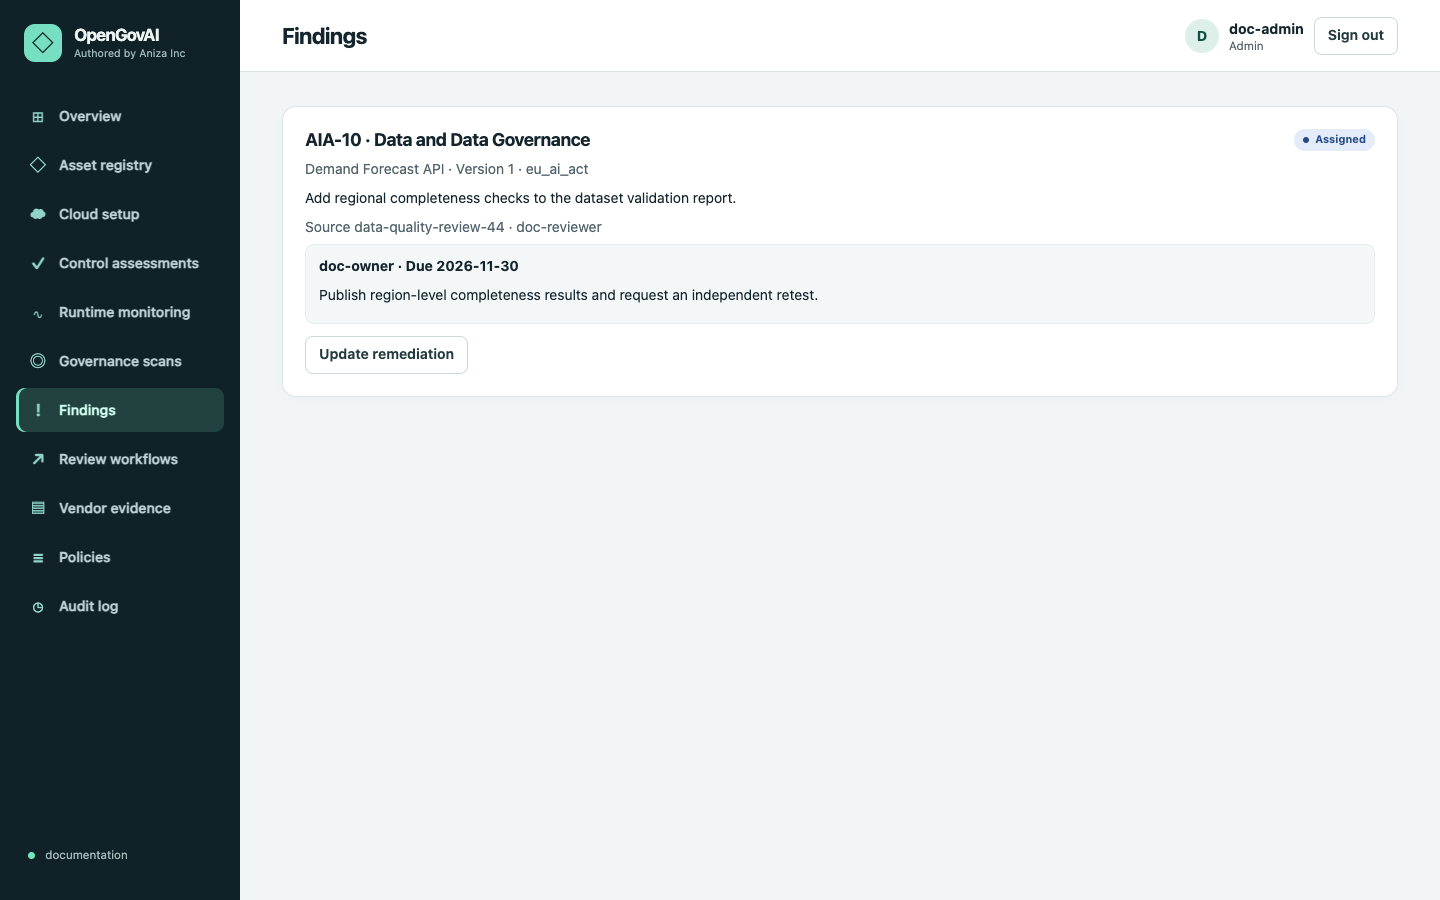 OpenGovAI
Authored by Aniza Inc
Overview
Asset registry
Cloud setup
Control assessments
Runtime monitoring
Governance scans
Findings
Review workflows
Vendor evidence
Policies
Audit log
documentation
Findings
D
doc-admin
Admin
Sign out
AIA-10 · Data and Data Governance
Assigned
Demand Forecast API · Version 1 · eu_ai_act
Add regional completeness checks to the dataset validation report.
Source data-quality-review-44 · doc-reviewer
doc-owner · Due 2026-11-30
Publish region-level completeness results and request an independent retest.
Update remediation